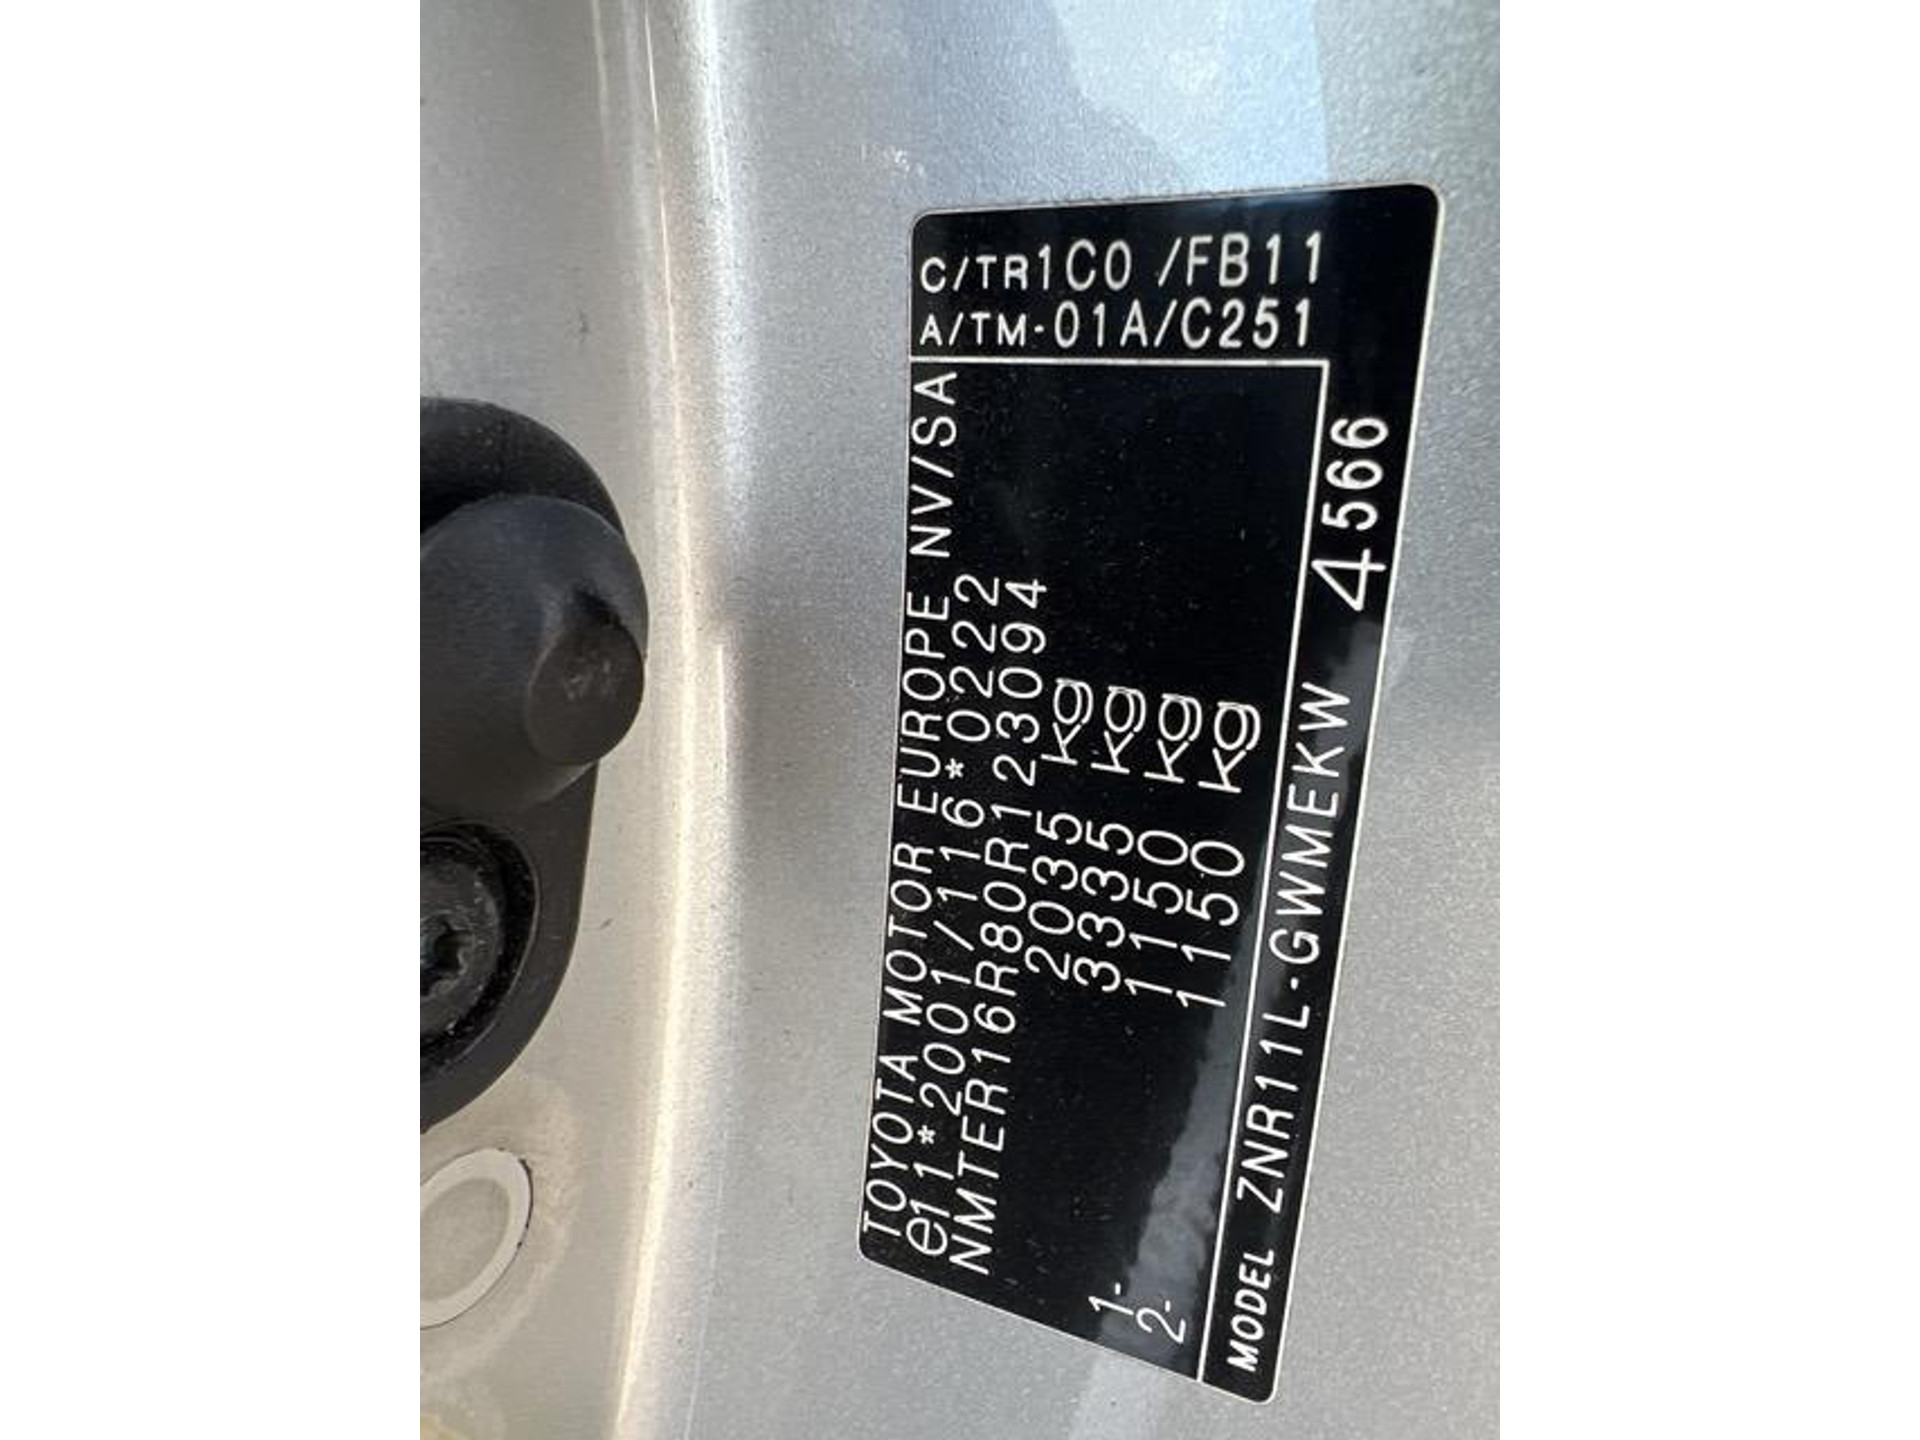 TOYOTA MOTOR EUROPE NV/SA
e11*2001/116*0222
NMTER16R80R123094
2035 kg
3335 kg
1- 1150 kg
2- 1150 kg
C/TR1C0 /FB11
A/TM-01A/C251
MODEL ZNR11L-GWMEKW 4566